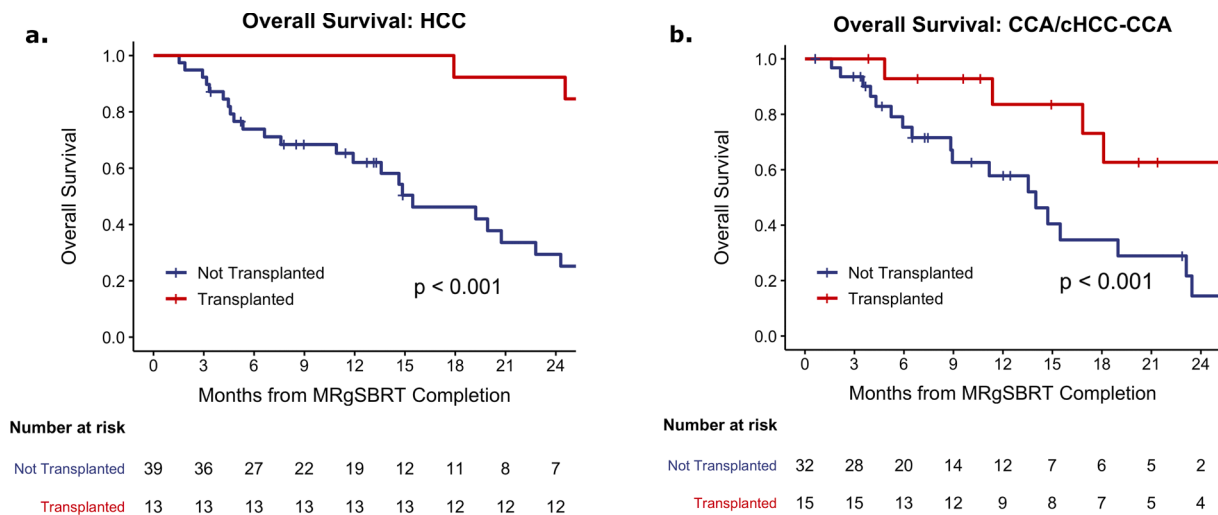 a.
Overall Survival: HCC
Overall Survival
1.0
0.8
0.6
0.4
0.2
0.0
Not Transplanted
Transplanted
p < 0.001
0 3 6 9 12 15 18 21 24
Months from MRgSBRT Completion
Number at risk
Not Transplanted 39 36 27 22 19 12 11 8 7
Transplanted 13 13 13 13 13 13 12 12 12
b.
Overall Survival: CCA/cHCC-CCA
Overall Survival
1.0
0.8
0.6
0.4
0.2
0.0
Not Transplanted
Transplanted
p < 0.001
0 3 6 9 12 15 18 21 24
Months from MRgSBRT Completion
Number at risk
Not Transplanted 32 28 20 14 12 7 6 5 2
Transplanted 15 15 13 12 9 8 7 5 4